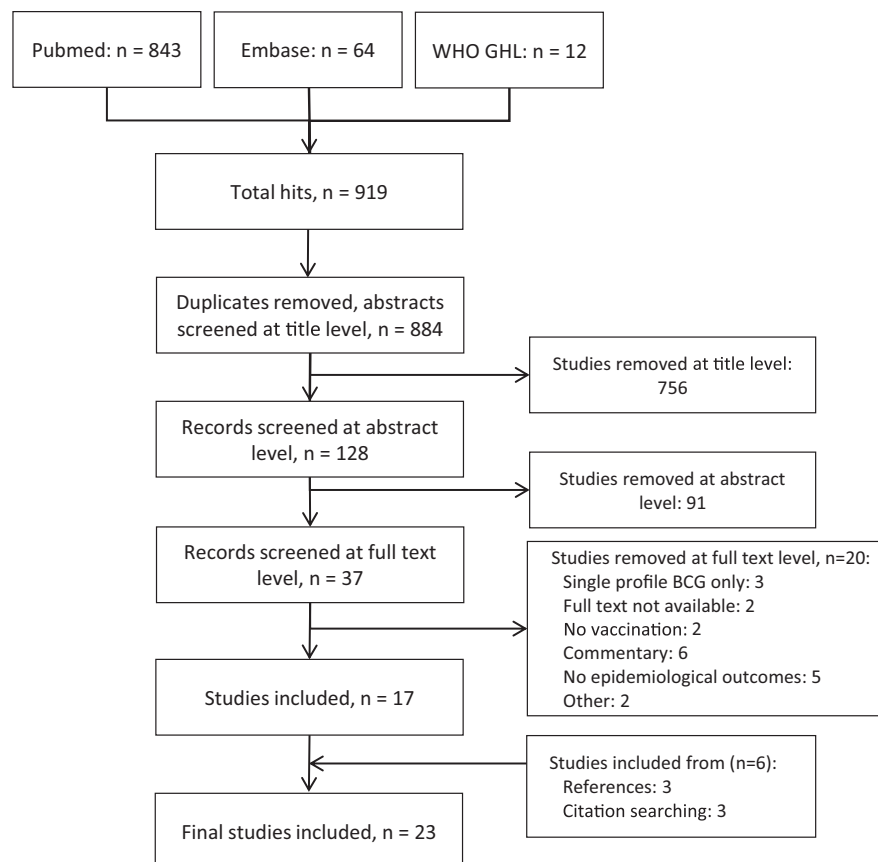 Pubmed: n = 843
Embase: n = 64
WHO GHL: n = 12
Total hits, n = 919
Duplicates removed, abstracts
screened at title level, n = 884
Studies removed at title level:
756
Records screened at abstract
level, n = 128
Studies removed at abstract
level: 91
Records screened at full text
level, n = 37
Studies removed at full text level, n=20:
Single profile BCG only: 3
Full text not available: 2
No vaccination: 2
Commentary: 6
No epidemiological outcomes: 5
Other: 2
Studies included, n = 17
Studies included from (n=6):
References: 3
Citation searching: 3
Final studies included, n = 23